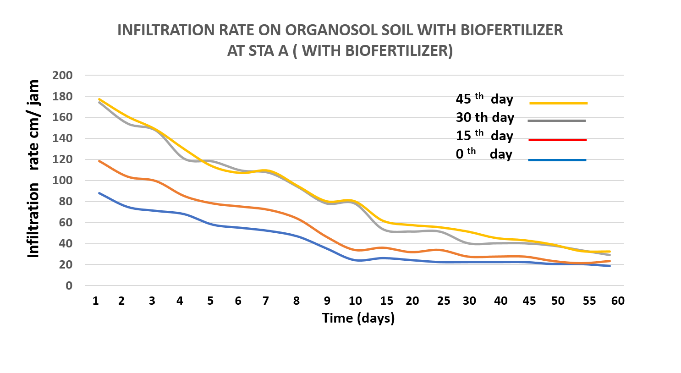 INFILTRATION RATE ON ORGANOSOL SOIL WITH BIOFERTILIZER
AT STA A ( WITH BIOFERTILIZER)
Infiltration rate cm/ jam
200
180
160
140
120
100
80
60
40
20
0
45 th day
30 th day
15 th day
0 th day
1 2 3 4 5 6 7 8 9 10 15 20 25 30 40 45 50 55 60
Time (days)